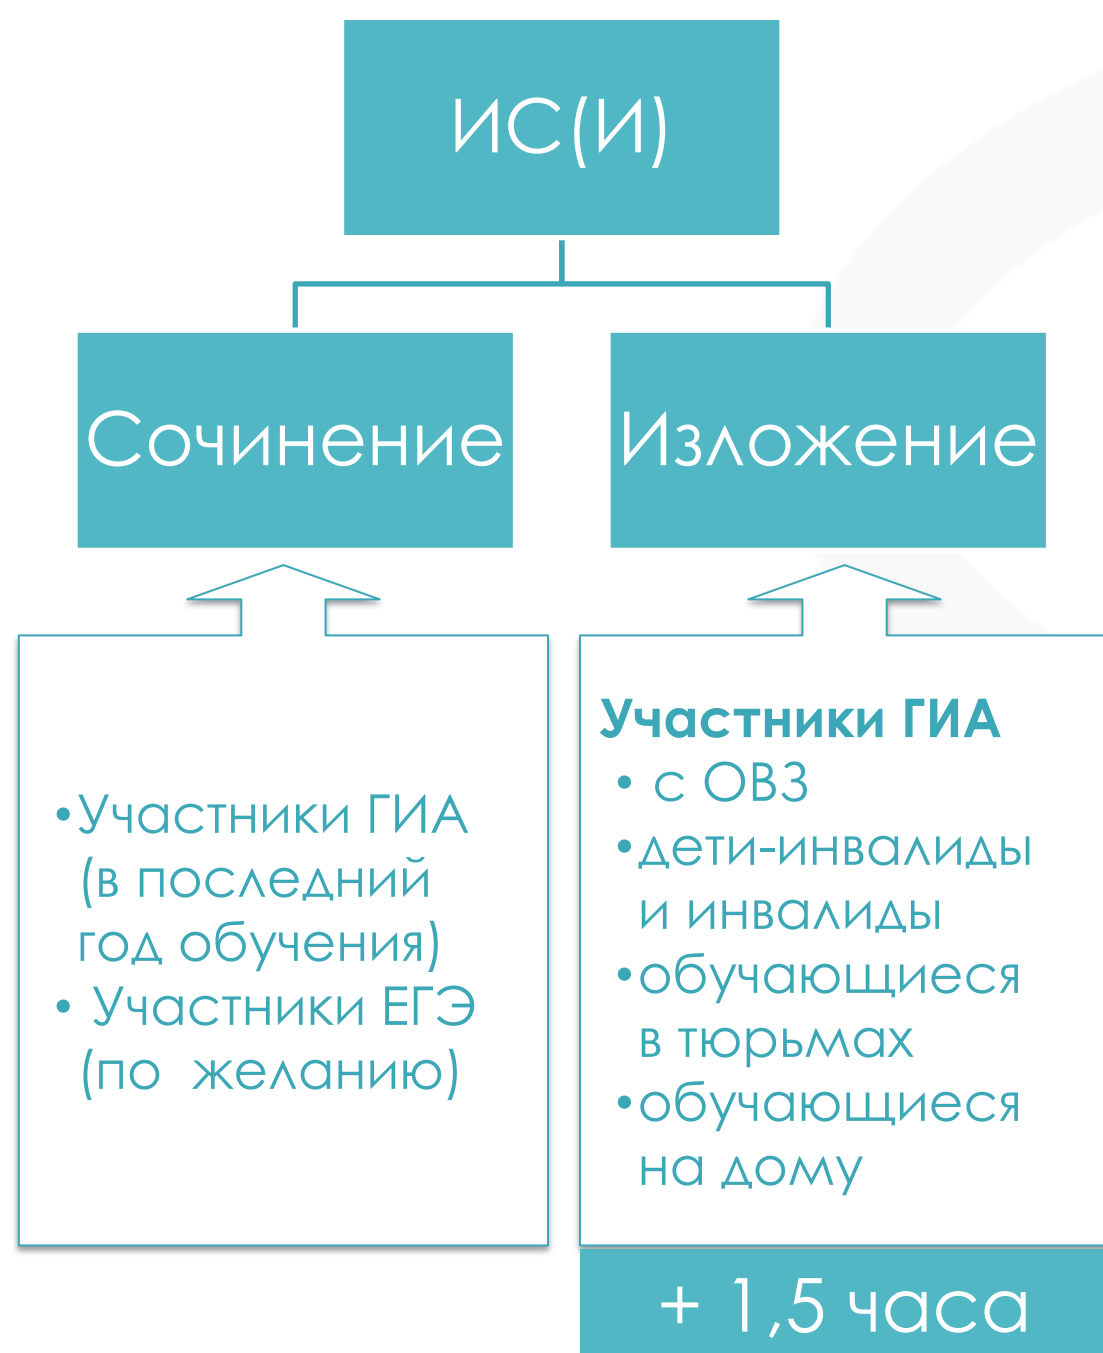 ИС(И)
Сочинение
Изложение
•Участники ГИА
(в последний
год обучения)
• Участники ЕГЭ
(по желанию)
Участники ГИА
• с ОВЗ
•дети-инвалиды
и инвалиды
•обучающиеся
в тюрьмах
•обучающиеся
на дому
+ 1,5 часа